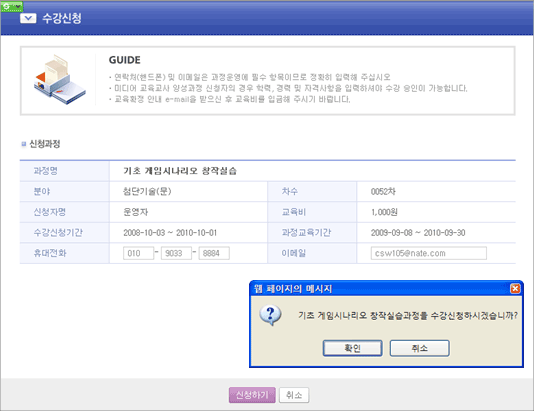 수강신청
GUIDE
· 연락처(핸드폰) 및 이메일은 과정운영에 필수 항목이므로 정확히 입력해 주십시오
· 미디어 교육교사 양성과정 신청자의 경우 학력, 경력 및 자격사항을 입력하셔야 수강 승인이 가능합니다.
· 교육확정 안내 e-mail을 받으신 후 교육비를 입금해 주시기 바랍니다.
신청과정
과정명 기초 게임시나리오 창작실습
분야 첨단기술(문) 차수 0052차
신청자명 운영자 교육비 1,000원
수강신청기간 2008-10-03 ~ 2010-10-01 과정교육기간 2009-09-08 ~ 2010-09-30
휴대전화 010 - 9033 - 8884 이메일 csw105@nate.com
웹 페이지의 메시지
기초 게임시나리오 창작실습과정을 수강신청하시겠습니까?
확인 취소
신청하기 취소